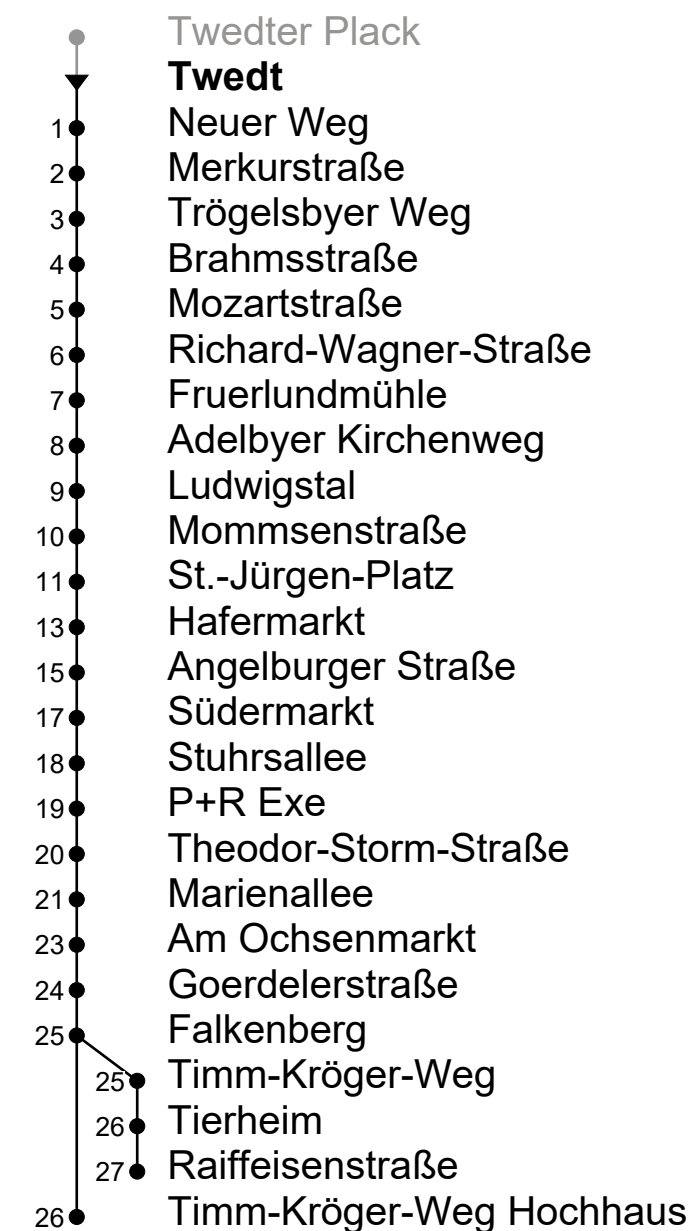 Twedter Plack
Twedt
1 Neuer Weg
2 Merkurstraße
3 Trögelsbyer Weg
4 Brahmsstraße
5 Mozartstraße
6 Richard-Wagner-Straße
7 Fruerlundmühle
8 Adelbyer Kirchenweg
9 Ludwigstal
10 Mommsenstraße
11 St.-Jürgen-Platz
13 Hafermarkt
15 Angelburger Straße
17 Südermarkt
18 Stuhrsallee
19 P+R Exe
20 Theodor-Storm-Straße
21 Marienallee
23 Am Ochsenmarkt
24 Goerdelerstraße
25 Falkenberg
25 Timm-Kröger-Weg
26 Tierheim
27 Raiffeisenstraße
26 Timm-Kröger-Weg Hochhaus